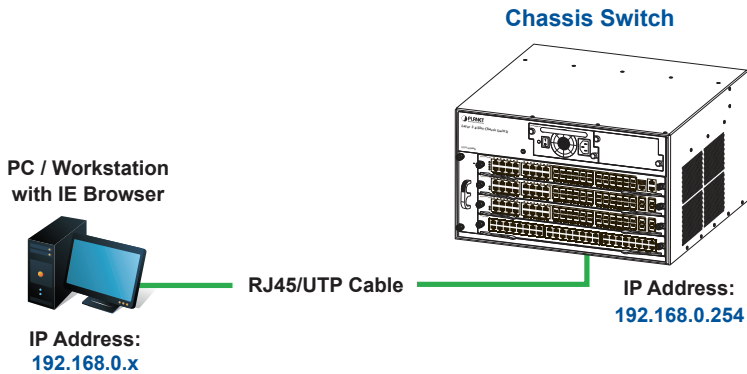 Chassis Switch
PLANET
PC / Workstation
with IE Browser
RJ45/UTP Cable
IP Address:
192.168.0.254
IP Address:
192.168.0.x